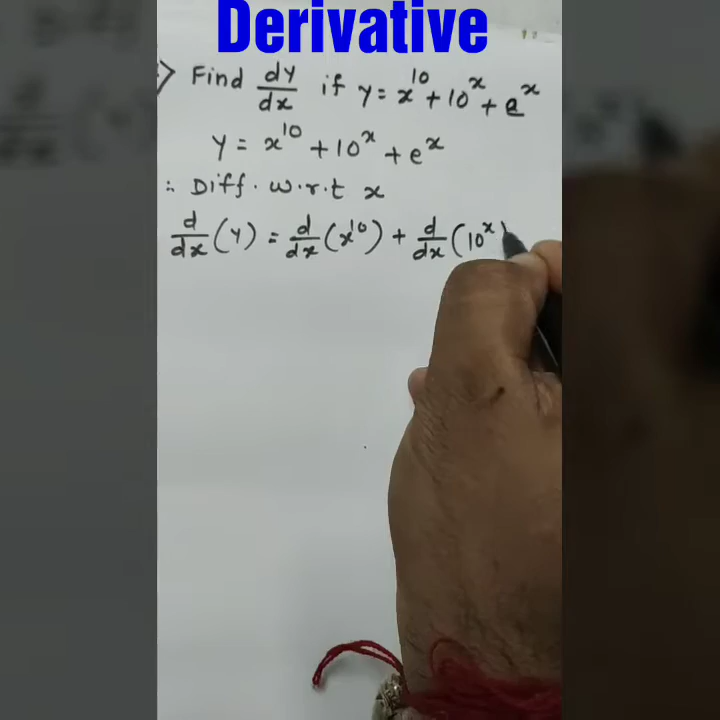 Derivative
> Find dy/dx if y = x^10 + 10^x + e^x
y = x^10 + 10^x + e^x
∴ Diff. w.r.t x
d/dx (y) = d/dx (x^10) + d/dx (10^x)